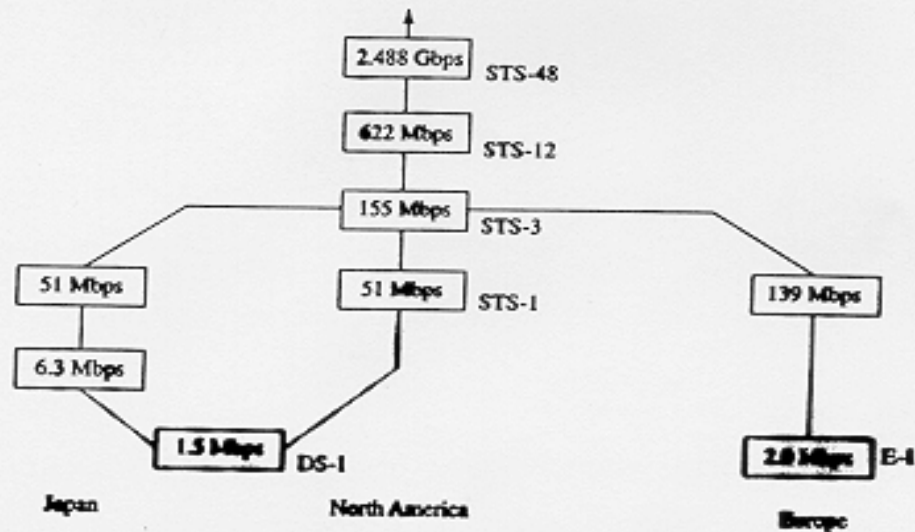 2.488 Gbps
STS-48
622 Mbps
STS-12
155 Mbps
STS-3
51 Mbps
51 Mbps
STS-1
139 Mbps
6.3 Mbps
1.5 Mbps
DS-1
2.0 Mbps
E-1
Japan
North America
Europe